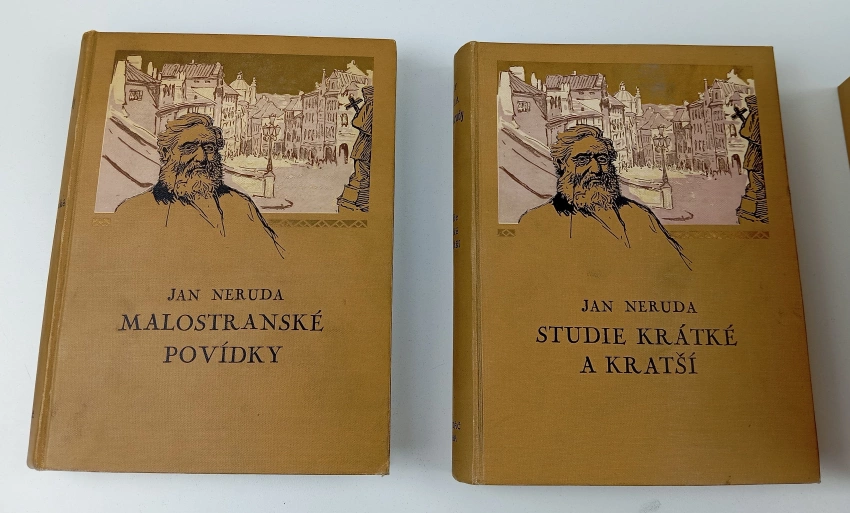 JAN NERUDA
MALOSTRANSKÉ
POVÍDKY
JAN NERUDA
STUDIE KRÁTKÉ
A KRATŠÍ